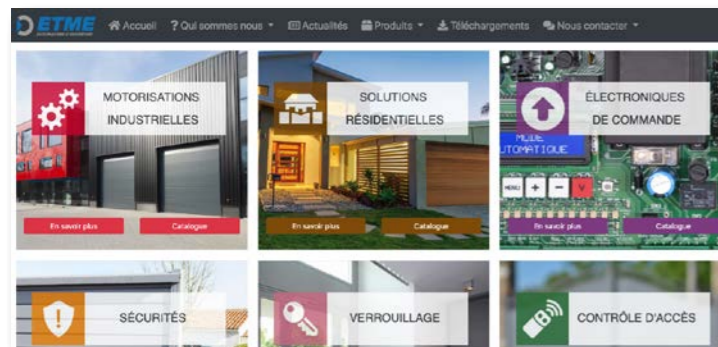 ETME Accueil Qui sommes nous Actualités Produits Téléchargements Nous contacter
MOTORISATIONS
INDUSTRIELLES
En savoir plus Catalogue
SOLUTIONS
RÉSIDENTIELLES
En savoir plus Catalogue
ÉLECTRONIQUES
DE COMMANDE
MODE
AUTOMATIQUE
MENU + - V
En savoir plus Catalogue
SÉCURITÉS
VERROUILLAGE
CONTRÔLE D'ACCÈS